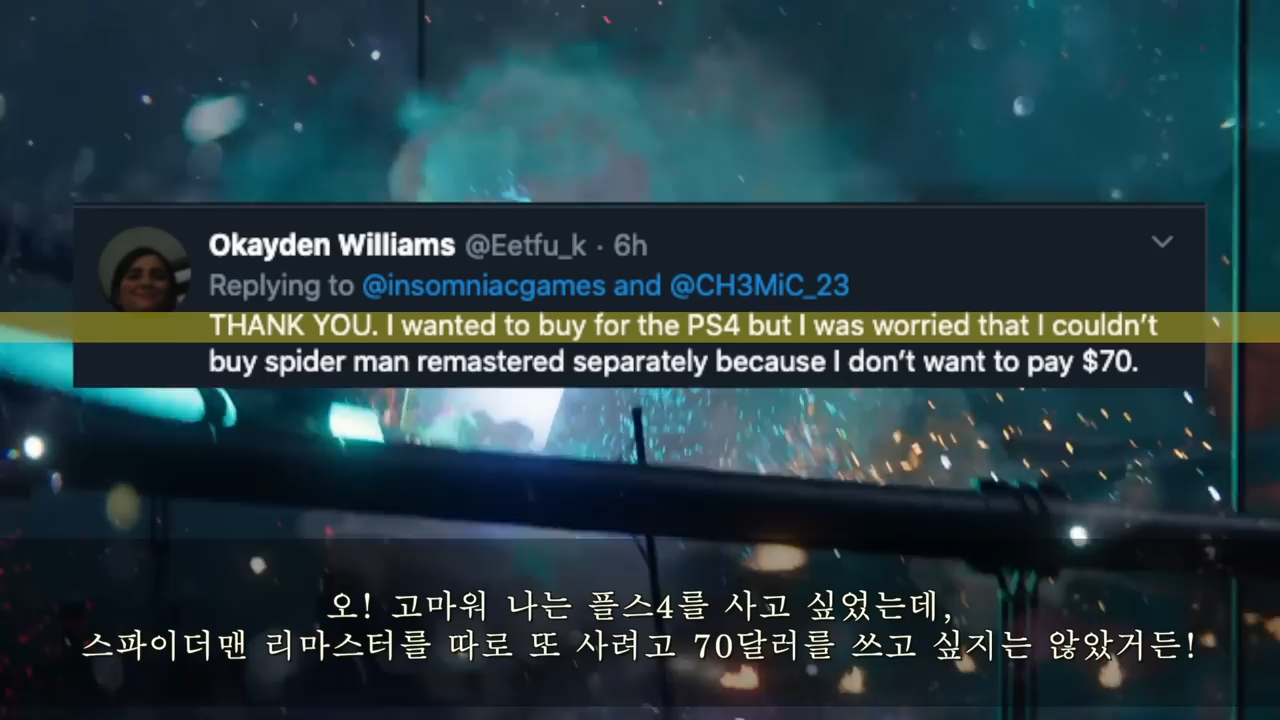 Okayden Williams @Eetfu_k · 6h
Replying to @insomniacgames and @CH3MiC_23
THANK YOU. I wanted to buy for the PS4 but I was worried that I couldn’t
buy spider man remastered separately because I don’t want to pay $70.
오! 고마워 나는 플스4를 사고 싶었는데,
스파이더맨 리마스터를 따로 또 사려고 70달러를 쓰고 싶지는 않았거든!